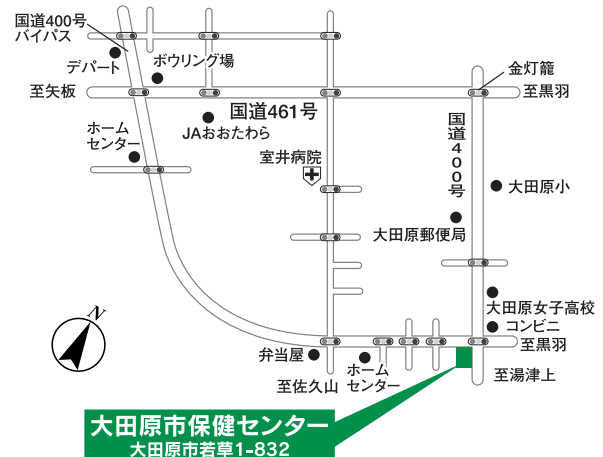 国道400号
バイパス
デパート
ボウリング場
金灯籠
至矢板
至黒羽
国道461号
JAおおたわら
国道400号
ホーム
センター
室井病院
大田原小
大田原郵便局
大田原女子高校
コンビニ
N
至黒羽
弁当屋
ホーム
センター
至佐久山
至湯津上
大田原市保健センター
大田原市若草1-832